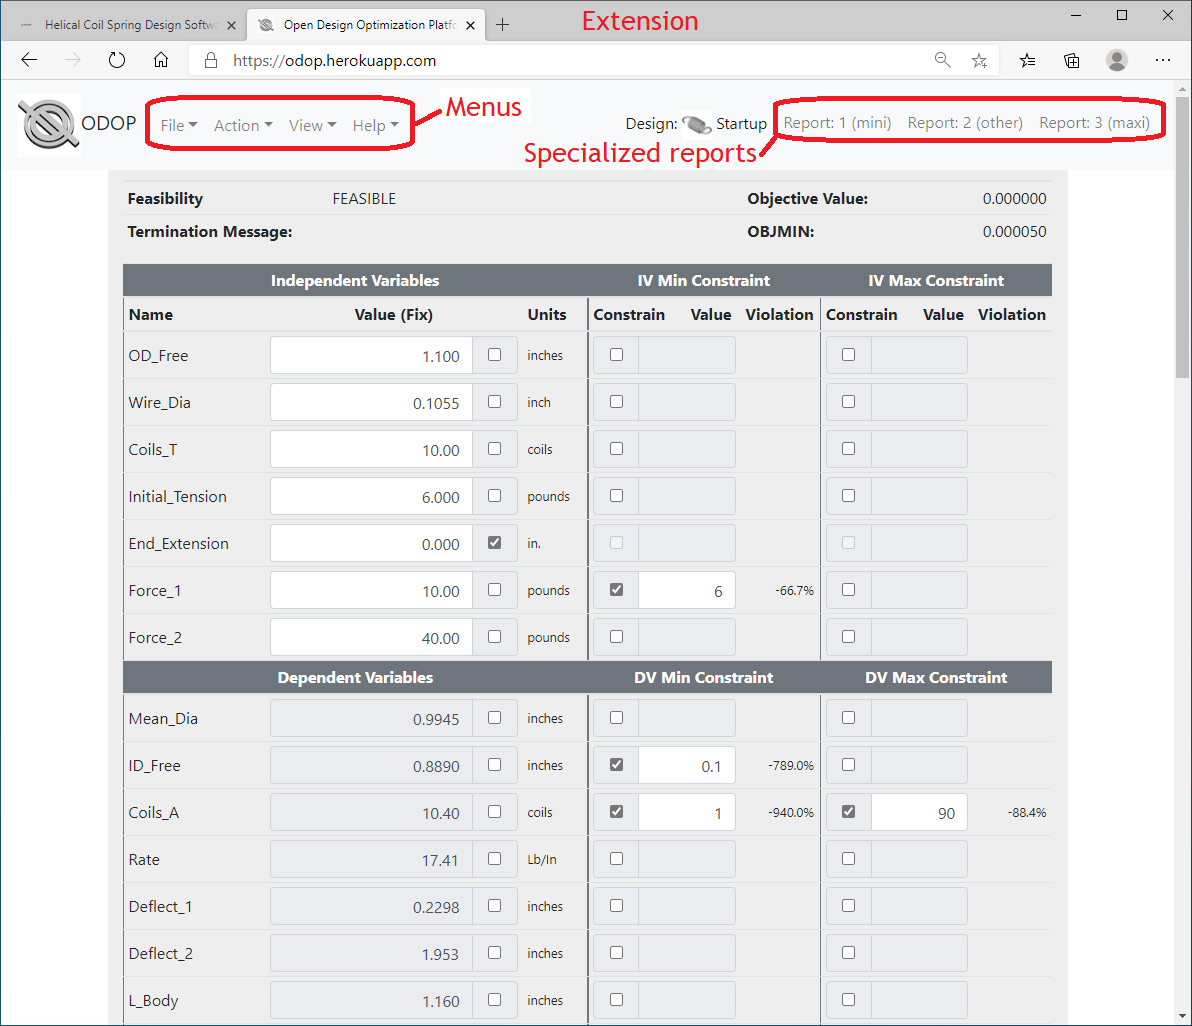 Helical Coil Spring Design Softwa
Open Design Optimization Platfo
Extension
https://odop.herokuapp.com
ODOP File Action View Help Menus Design: Startup Report: 1 (mini) Report: 2 (other) Report: 3 (maxi)
Specialized reports
Feasibility FEASIBLE Objective Value: 0.000000
Termination Message: OBJMIN: 0.000050
Independent Variables IV Min Constraint IV Max Constraint
Name Value (Fix) Units Constrain Value Violation Constrain Value Violation
OD_Free 1.100 inches
Wire_Dia 0.1055 inch
Coils_T 10.00 coils
Initial_Tension 6.000 pounds
End_Extension 0.000 in.
Force_1 10.00 pounds 6 -66.7%
Force_2 40.00 pounds
Dependent Variables DV Min Constraint DV Max Constraint
Mean_Dia 0.9945 inches
ID_Free 0.8890 inches 0.1 -789.0%
Coils_A 10.40 coils 1 -940.0% 90 -88.4%
Rate 17.41 Lb/In
Deflect_1 0.2298 inches
Deflect_2 1.953 inches
L_Body 1.160 inches